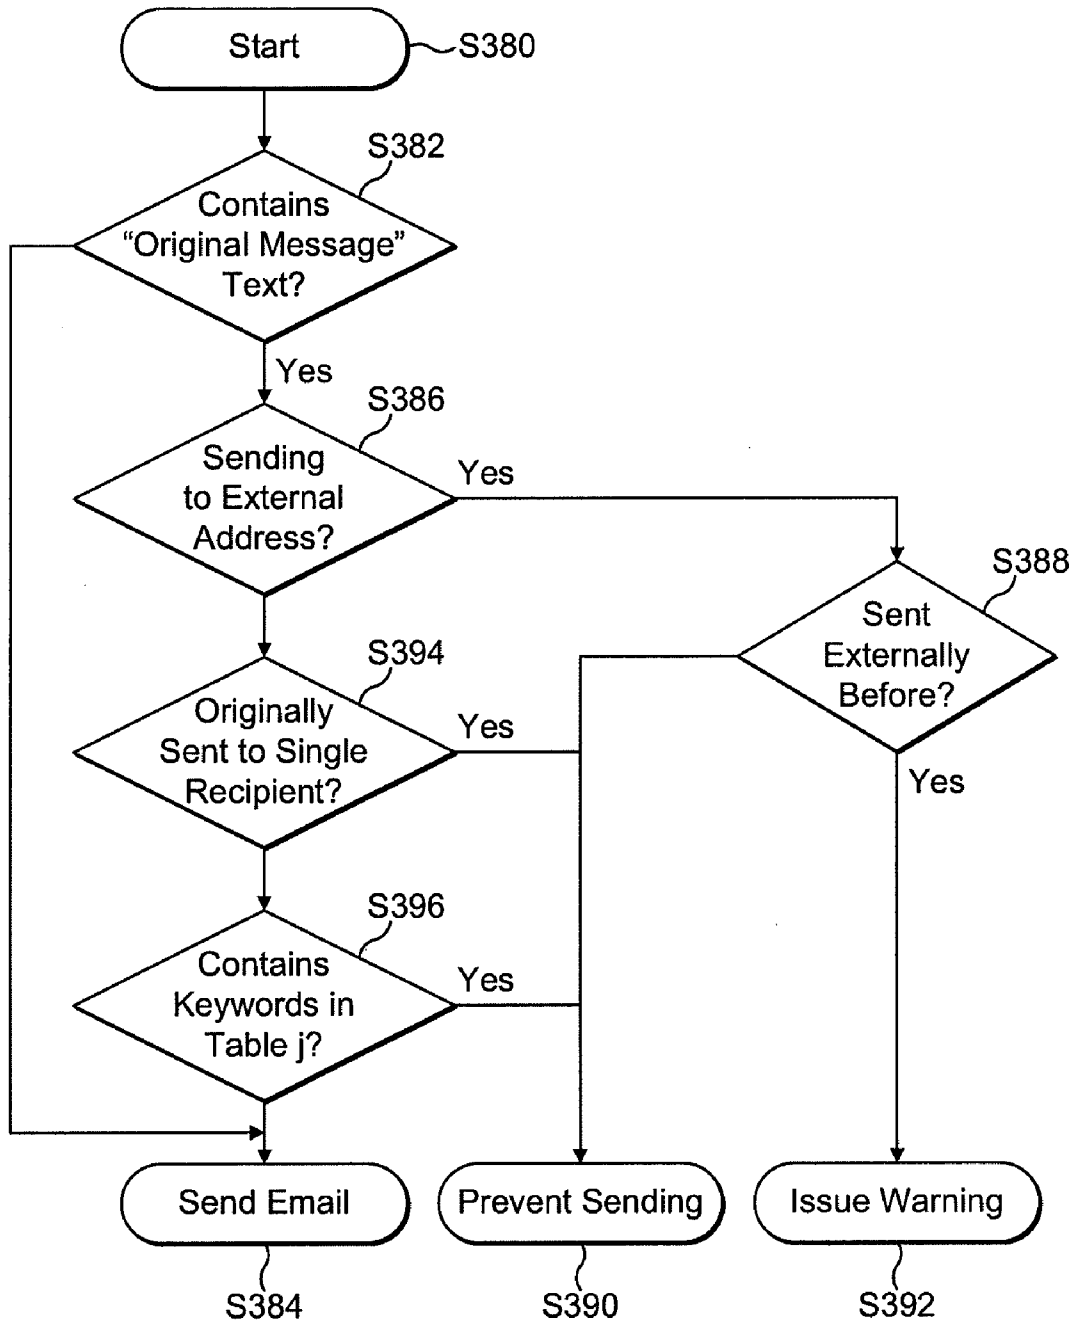 Start
S380
S382
Contains
“Original Message”
Text?
Yes
S386
Sending
to External
Address?
Yes
S388
Sent
Externally
Before?
S394
Originally
Sent to Single
Recipient?
Yes
Yes
S396
Contains
Keywords in
Table j?
Yes
Send Email
Prevent Sending
Issue Warning
S384
S390
S392